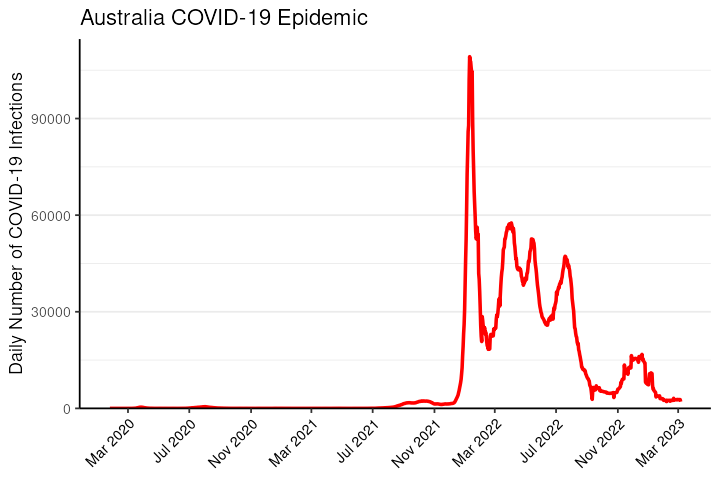 Australia COVID-19 Epidemic
Daily Number of COVID-19 Infections
90000
60000
30000
0
Mar 2020
Jul 2020
Nov 2020
Mar 2021
Jul 2021
Nov 2021
Mar 2022
Jul 2022
Nov 2022
Mar 2023